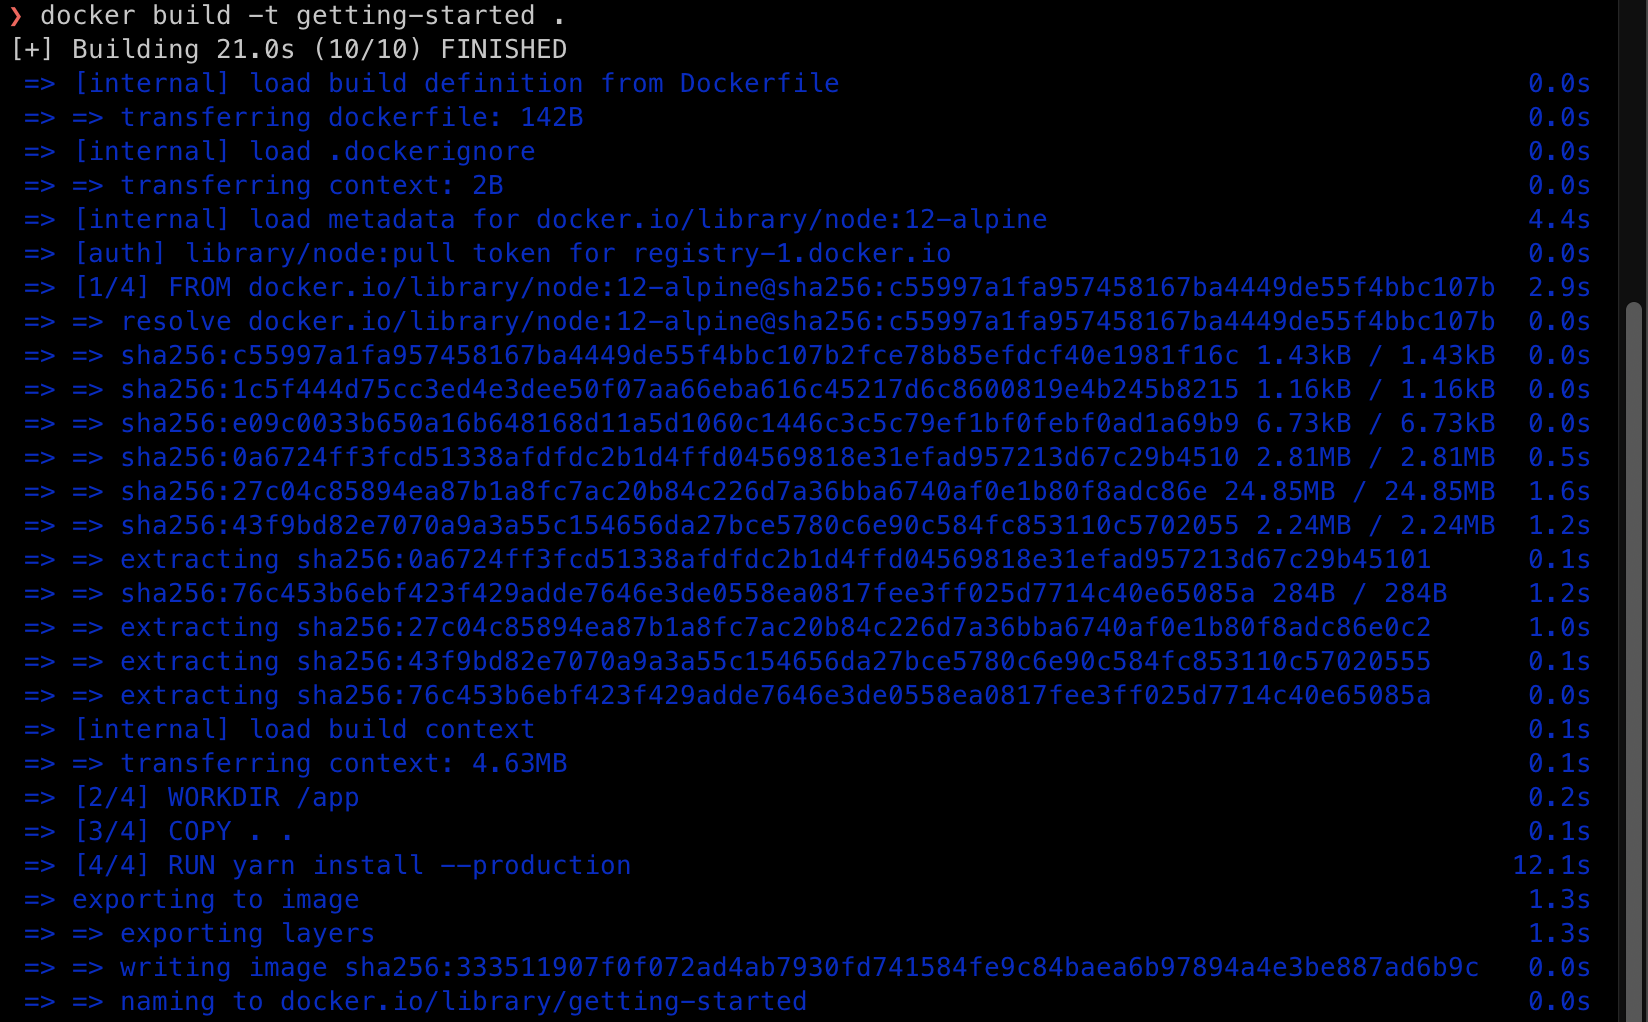 ❯ docker build -t getting-started .
[+] Building 21.0s (10/10) FINISHED
=> [internal] load build definition from Dockerfile 0.0s
=> => transferring dockerfile: 142B 0.0s
=> [internal] load .dockerignore 0.0s
=> => transferring context: 2B 0.0s
=> [internal] load metadata for docker.io/library/node:12-alpine 4.4s
=> [auth] library/node:pull token for registry-1.docker.io 0.0s
=> [1/4] FROM docker.io/library/node:12-alpine@sha256:c55997a1fa957458167ba4449de55f4bbc107b 2.9s
=> => resolve docker.io/library/node:12-alpine@sha256:c55997a1fa957458167ba4449de55f4bbc107b 0.0s
=> => sha256:c55997a1fa957458167ba4449de55f4bbc107b2fce78b85efdcf40e1981f16c 1.43kB / 1.43kB 0.0s
=> => sha256:1c5f444d75cc3ed4e3dee50f07aa66eba616c45217d6c8600819e4b245b8215 1.16kB / 1.16kB 0.0s
=> => sha256:e09c0033b650a16b648168d11a5d1060c1446c3c5c79ef1bf0febf0ad1a69b9 6.73kB / 6.73kB 0.0s
=> => sha256:0a6724ff3fcd51338afdfdc2b1d4ffd04569818e31efad957213d67c29b4510 2.81MB / 2.81MB 0.5s
=> => sha256:27c04c85894ea87b1a8fc7ac20b84c226d7a36bba6740af0e1b80f8adc86e 24.85MB / 24.85MB 1.6s
=> => sha256:43f9bd82e7070a9a3a55c154656da27bce5780c6e90c584fc853110c5702055 2.24MB / 2.24MB 1.2s
=> => extracting sha256:0a6724ff3fcd51338afdfdc2b1d4ffd04569818e31efad957213d67c29b45101 0.1s
=> => sha256:76c453b6ebf423f429adde7646e3de0558ea0817fee3ff025d7714c40e65085a 284B / 284B 1.2s
=> => extracting sha256:27c04c85894ea87b1a8fc7ac20b84c226d7a36bba6740af0e1b80f8adc86e0c2 1.0s
=> => extracting sha256:43f9bd82e7070a9a3a55c154656da27bce5780c6e90c584fc853110c57020555 0.1s
=> => extracting sha256:76c453b6ebf423f429adde7646e3de0558ea0817fee3ff025d7714c40e65085a 0.0s
=> [internal] load build context 0.1s
=> => transferring context: 4.63MB 0.1s
=> [2/4] WORKDIR /app 0.2s
=> [3/4] COPY . . 0.1s
=> [4/4] RUN yarn install --production 12.1s
=> exporting to image 1.3s
=> => exporting layers 1.3s
=> => writing image sha256:333511907f0f072ad4ab7930fd741584fe9c84baea6b97894a4e3be887ad6b9c 0.0s
=> => naming to docker.io/library/getting-started 0.0s